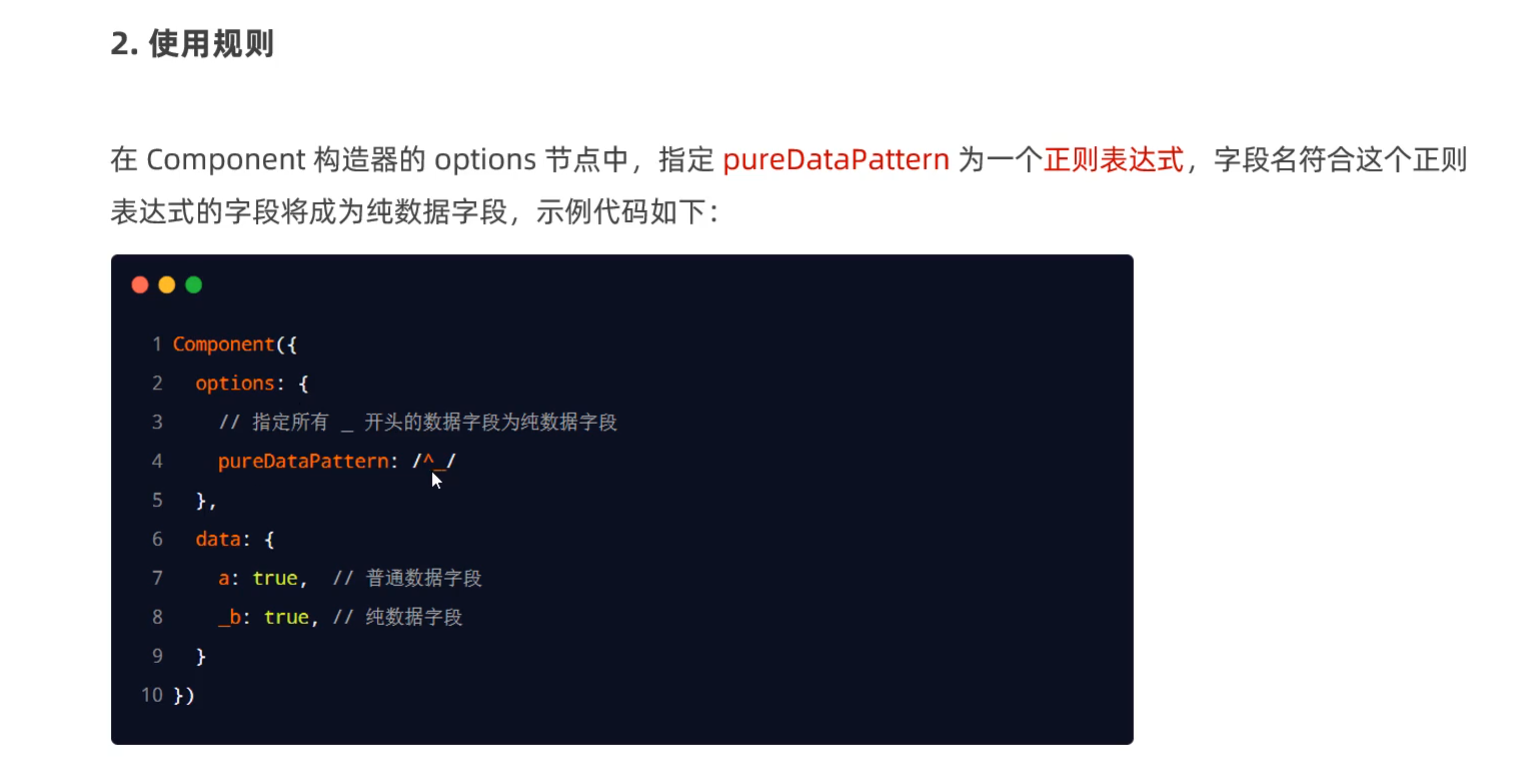 2. 使用规则
在 Component 构造器的 options 节点中，指定 pureDataPattern 为一个正则表达式，字段名符合这个正则
表达式的字段将成为纯数据字段，示例代码如下：
1 Component({
2   options: {
3     // 指定所有 _ 开头的数据字段为纯数据字段
4     pureDataPattern: /^_/
5   },
6   data: {
7     a: true,  // 普通数据字段
8     _b: true, // 纯数据字段
9   }
10 })